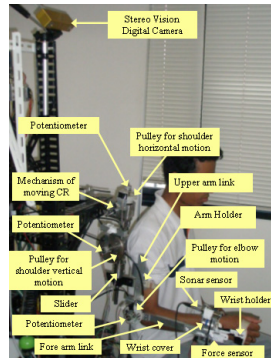 Stereo Vision
Digital Camera
Potentiometer
Pulley for shoulder
horizontal motion
Mechanism of
moving CR
Upper arm link
Potentiometer
Arm Holder
Pulley for
shoulder vertical
motion
Pulley for elbow
motion
Slider
Sonar sensor
Potentiometer
Wrist holder
Fore arm link
Wrist cover
Force sensor